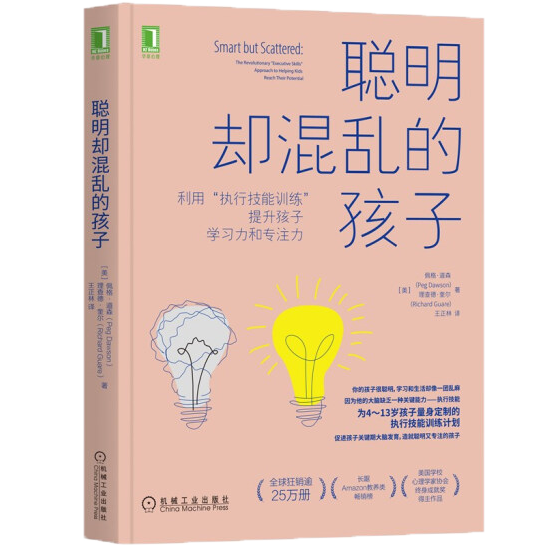 Smart but Scattered:
The Revolutionary "Executive Skills"
Approach to Helping Kids
Reach Their Potential
聪明
却混乱的
孩子
利用“执行技能训练”
提升孩子
学习力和专注力
[美]
佩格·道森
(Peg Dawson)
理查德·奎尔
(Richard Guare)
著
王正林 译
你的孩子很聪明,学习和生活却像一团乱麻
因为他的大脑缺乏一种关键能力——执行技能
为4~13岁孩子量身定制的
执行技能训练计划
促进孩子关键期大脑发育,造就聪明又专注的孩子
全球狂销逾
25万册
长踞
Amazon教养类
畅销榜
美国学校
心理学家协会
终身成就奖
得主作品
机械工业出版社
China Machine Press
聪明却混乱的孩子
[美] 佩格·道森(Peg Dawson)
理查德·奎尔(Richard Guare) 著
王正林 译
机械工业出版社
China Machine Press